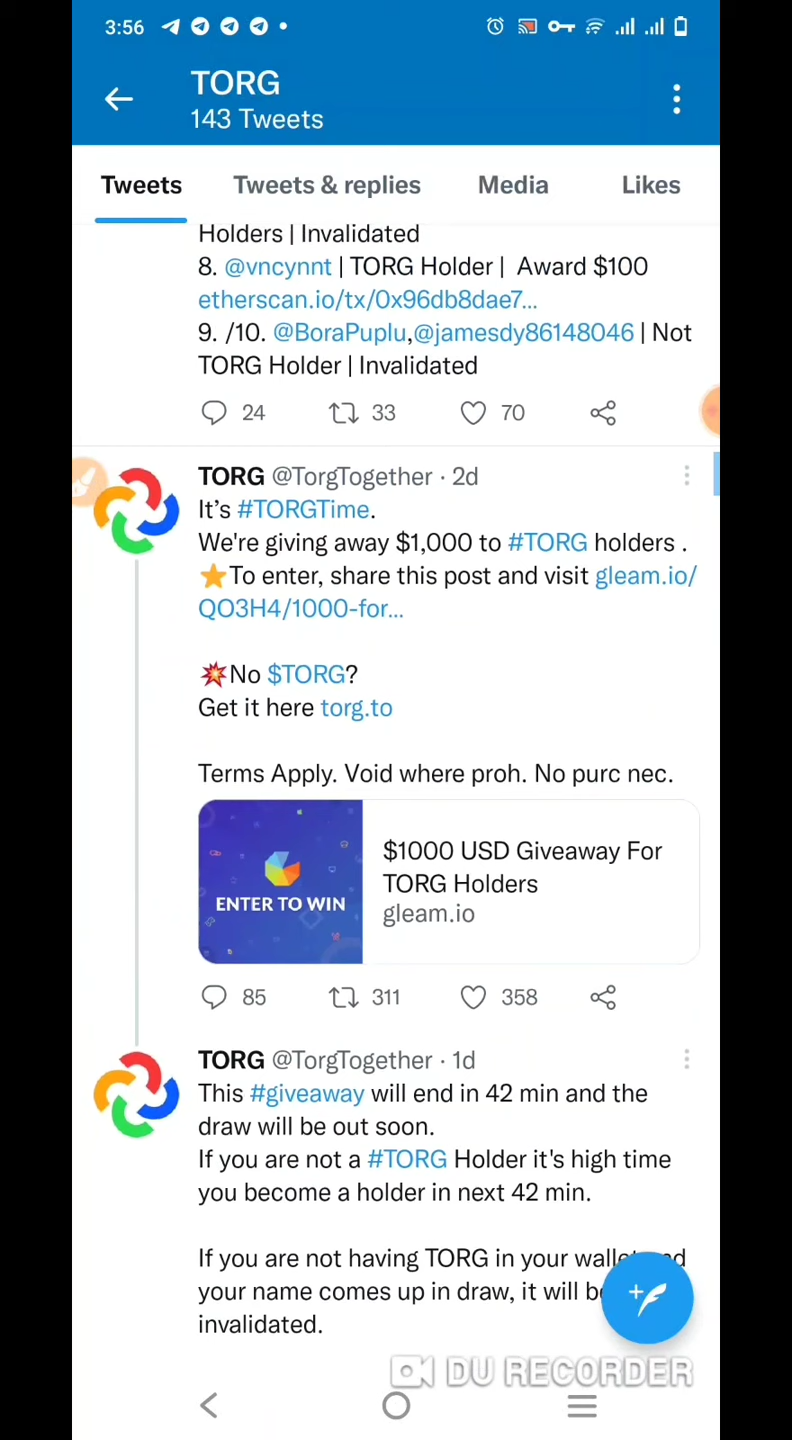 3:56
TORG
143 Tweets
Tweets
Tweets & replies
Media
Likes
Holders | Invalidated
8. @vncynnt | TORG Holder | Award $100
etherscan.io/tx/0x96db8dae7...
9. /10. @BoraPuplu,@jamesdy86148046 | Not
TORG Holder | Invalidated
24
33
70
TORG @TorgTogether · 2d
It’s #TORGTime.
We're giving away $1,000 to #TORG holders .
⭐To enter, share this post and visit gleam.io/
QO3H4/1000-for...
💥No $TORG?
Get it here torg.to
Terms Apply. Void where proh. No purc nec.
ENTER TO WIN
$1000 USD Giveaway For
TORG Holders
gleam.io
85
311
358
TORG @TorgTogether · 1d
This #giveaway will end in 42 min and the
draw will be out soon.
If you are not a #TORG Holder it's high time
you become a holder in next 42 min.
If you are not having TORG in your
your name comes up in draw, it will
invalidated.
DU RECORDER